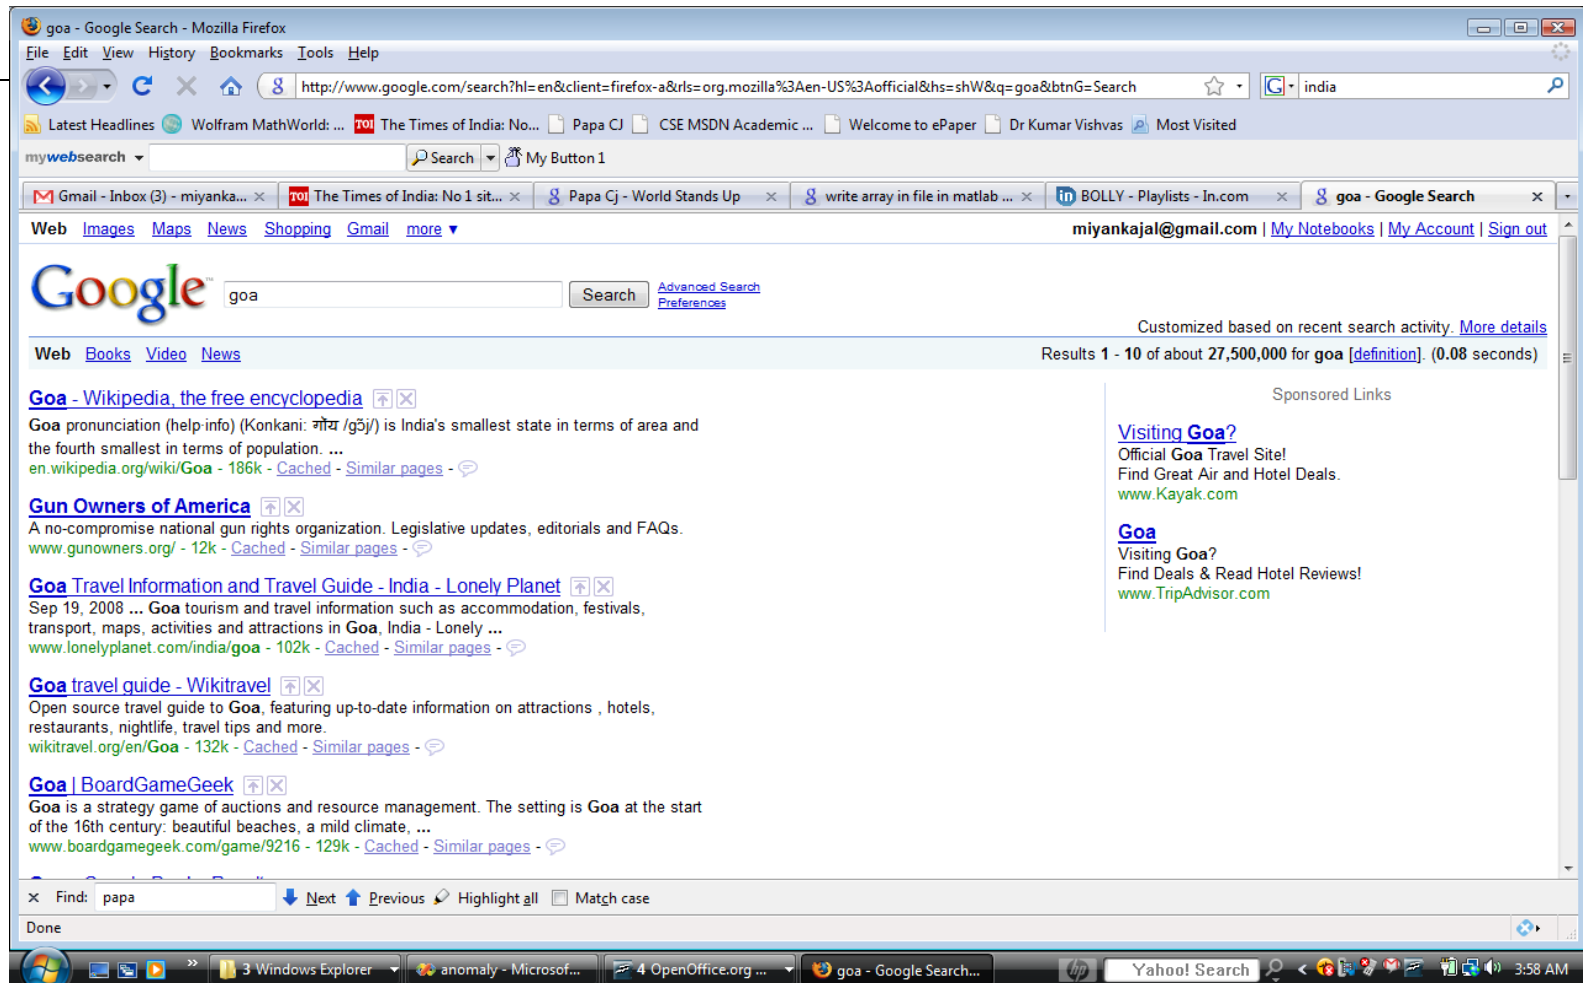 goa - Google Search - Mozilla Firefox
File Edit View History Bookmarks Tools Help
http://www.google.com/search?hl=en&client=firefox-a&rls=org.mozilla%3Aen-US%3Aofficial&hs=shW&q=goa&btnG=Search G india
Latest Headlines Wolfram MathWorld: ... TOI The Times of India: No... Papa CJ CSE MSDN Academic ... Welcome to ePaper Dr Kumar Vishvas Most Visited
mywebsearch Search My Button 1
Gmail - Inbox (3) - miyanka... TOI The Times of India: No 1 sit... Papa Cj - World Stands Up write array in file in matlab ... in BOLLY - Playlists - In.com goa - Google Search
Web Images Maps News Shopping Gmail more ▼ miyankajal@gmail.com | My Notebooks | My Account | Sign out
Google™ goa Search Advanced Search
Preferences
Customized based on recent search activity. More details
Web Books Video News Results 1 - 10 of about 27,500,000 for goa [definition]. (0.08 seconds)
Goa - Wikipedia, the free encyclopedia
Goa pronunciation (help·info) (Konkani: गोंय /gɔ̃j/) is India's smallest state in terms of area and
the fourth smallest in terms of population. ...
en.wikipedia.org/wiki/Goa - 186k - Cached - Similar pages -
Gun Owners of America
A no-compromise national gun rights organization. Legislative updates, editorials and FAQs.
www.gunowners.org/ - 12k - Cached - Similar pages -
Goa Travel Information and Travel Guide - India - Lonely Planet
Sep 19, 2008 ... Goa tourism and travel information such as accommodation, festivals,
transport, maps, activities and attractions in Goa, India - Lonely ...
www.lonelyplanet.com/india/goa - 102k - Cached - Similar pages -
Goa travel guide - Wikitravel
Open source travel guide to Goa, featuring up-to-date information on attractions , hotels,
restaurants, nightlife, travel tips and more.
wikitravel.org/en/Goa - 132k - Cached - Similar pages -
Goa | BoardGameGeek
Goa is a strategy game of auctions and resource management. The setting is Goa at the start
of the 16th century: beautiful beaches, a mild climate, ...
www.boardgamegeek.com/game/9216 - 129k - Cached - Similar pages -
Sponsored Links
Visiting Goa?
Official Goa Travel Site!
Find Great Air and Hotel Deals.
www.Kayak.com
Goa
Visiting Goa?
Find Deals & Read Hotel Reviews!
www.TripAdvisor.com
Find: papa Next Previous Highlight all Match case
Done
3 Windows Explorer anomaly - Microsof... 4 OpenOffice.org ... goa - Google Search... hp Yahoo! Search 3:58 AM